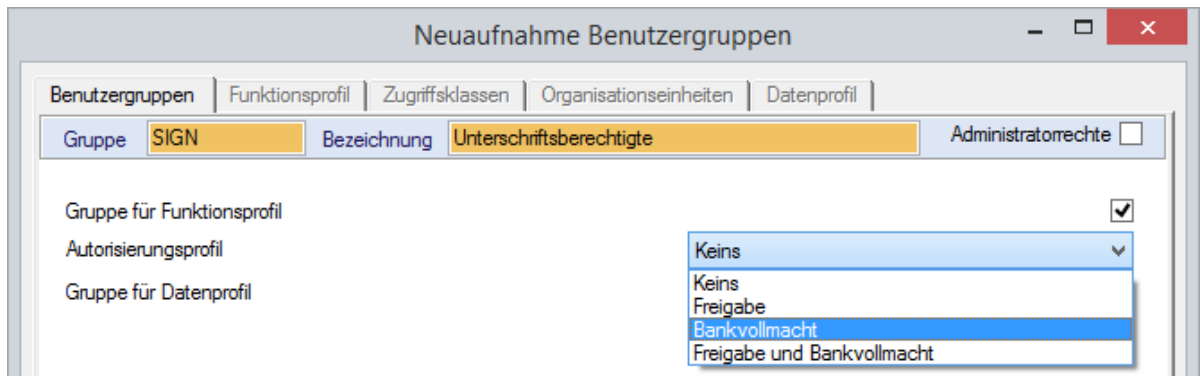 Neuaufnahme Benutzergruppen
Benutzergruppen Funktionsprofil Zugriffsklassen Organisationseinheiten Datenprofil
Gruppe SIGN Bezeichnung Unterschriftsberechtigte Administratorrechte
Gruppe für Funktionsprofil
Autorisierungsprofil Keins
Gruppe für Datenprofil Keins
Freigabe
Bankvollmacht
Freigabe und Bankvollmacht